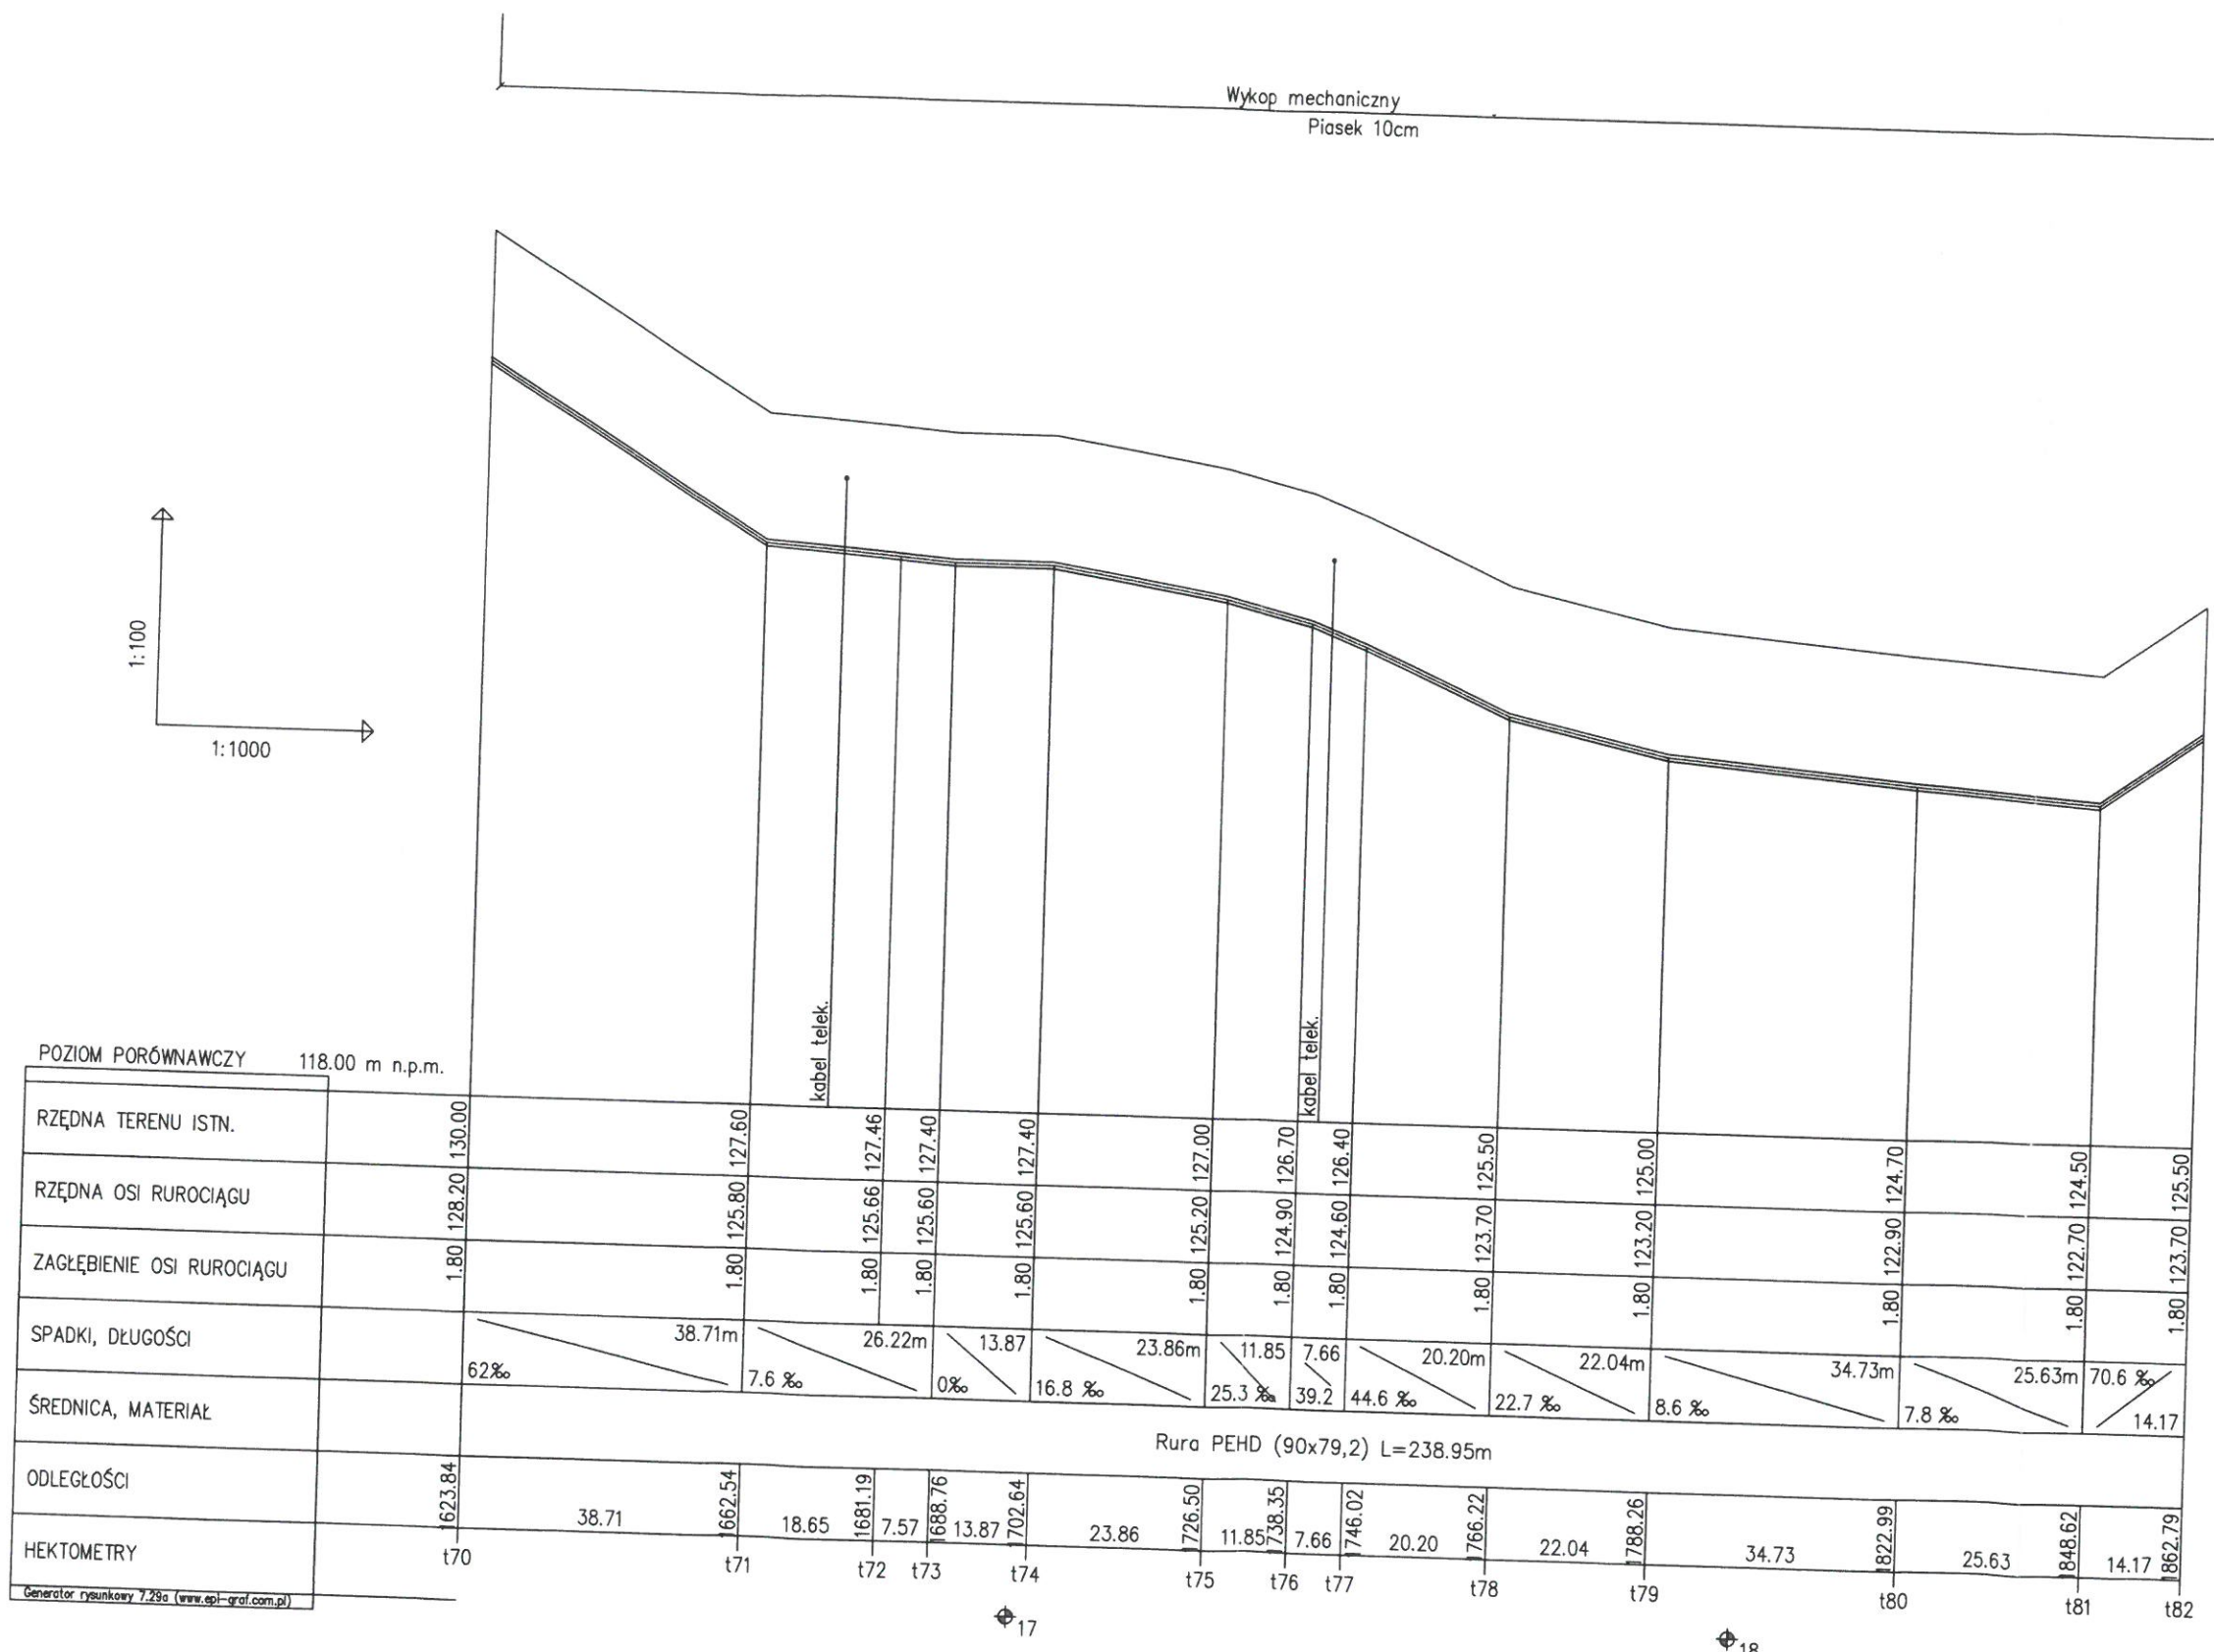 Wykop mechaniczny
Piasek 10cm
1:100
1:1000
kabel telek.
kabel telek.
POZIOM PORÓWNAWCZY 118.00 m n.p.m.
RZĘDNA TERENU ISTN. 130.00 127.60 127.46 127.40 127.40 127.00 126.70 126.40 125.50 125.00 124.70 124.50 125.50
RZĘDNA OSI RUROCIĄGU 128.20 125.80 125.66 125.60 125.60 125.20 124.90 124.60 123.70 123.20 122.90 122.70 123.70
ZAGŁĘBIENIE OSI RUROCIĄGU 1.80 1.80 1.80 1.80 1.80 1.80 1.80 1.80 1.80 1.80 1.80 1.80 1.80
SPADKI, DŁUGOŚCI 38.71m 26.22m 13.87 23.86m 11.85 7.66 20.20m 22.04m 34.73m 25.63m 70.6 ‰
62‰ 7.6 ‰ 0‰ 16.8 ‰ 25.3 ‰ 39.2 44.6 ‰ 22.7 ‰ 8.6 ‰ 7.8 ‰ 14.17
ŚREDNICA, MATERIAŁ Rura PEHD (90x79,2) L=238.95m
ODLEGŁOŚCI 38.71 18.65 7.57 13.87 23.86 11.85 7.66 20.20 22.04 34.73 25.63 14.17
1623.84 1662.54 1681.19 1688.76 1702.64 1726.50 1738.35 1746.02 1766.22 1788.26 1822.99 1848.62 1862.79
HEKTOMETRY t70 t71 t72 t73 t74 t75 t76 t77 t78 t79 t80 t81 t82
Generator rysunkowy 7.29a (www.epi-graf.com.pl)
17
18